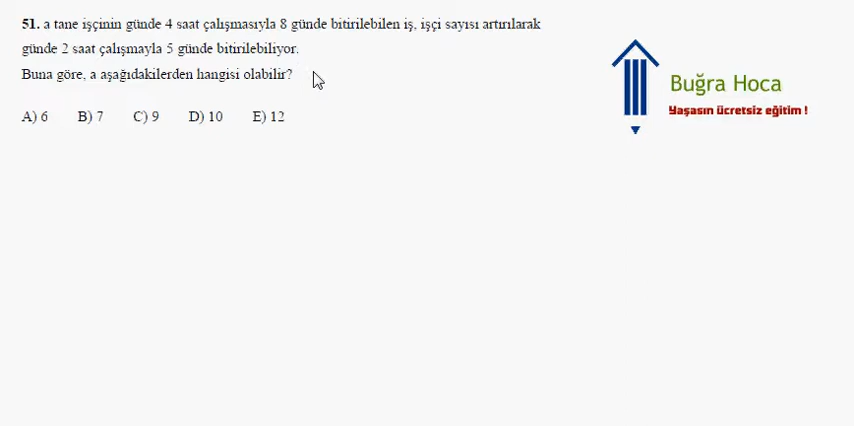 51. a tane işçinin günde 4 saat çalışmasıyla 8 günde bitirilebilen iş, işçi sayısı artırılarak
günde 2 saat çalışmayla 5 günde bitirilebiliyor.
Buna göre, a aşağıdakilerden hangisi olabilir?
A) 6 B) 7 C) 9 D) 10 E) 12
Buğra Hoca
Yaşasın ücretsiz eğitim !